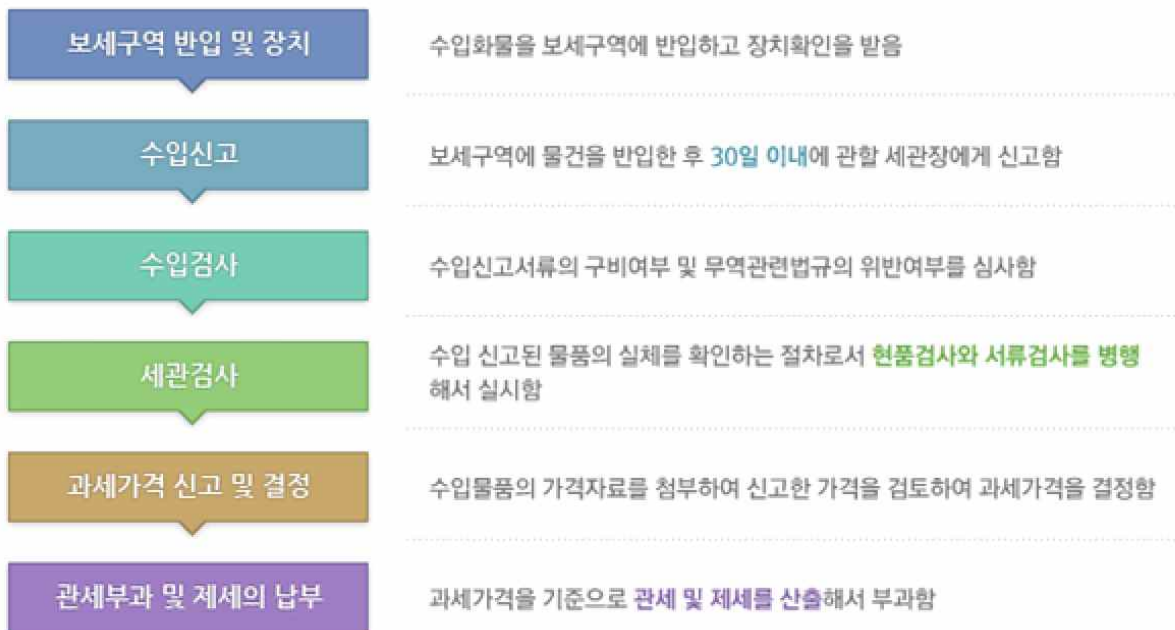 보세구역 반입 및 장치
수입화물을 보세구역에 반입하고 장치확인을 받음
수입신고
보세구역에 물건을 반입한 후 30일 이내에 관할 세관장에게 신고함
수입검사
수입신고서류의 구비여부 및 무역관련법규의 위반여부를 심사함
세관검사
수입 신고된 물품의 실체를 확인하는 절차로서 현품검사와 서류검사를 병행
해서 실시함
과세가격 신고 및 결정
수입물품의 가격자료를 첨부하여 신고한 가격을 검토하여 과세가격을 결정함
관세부과 및 제세의 납부
과세가격을 기준으로 관세 및 제세를 산출해서 부과함